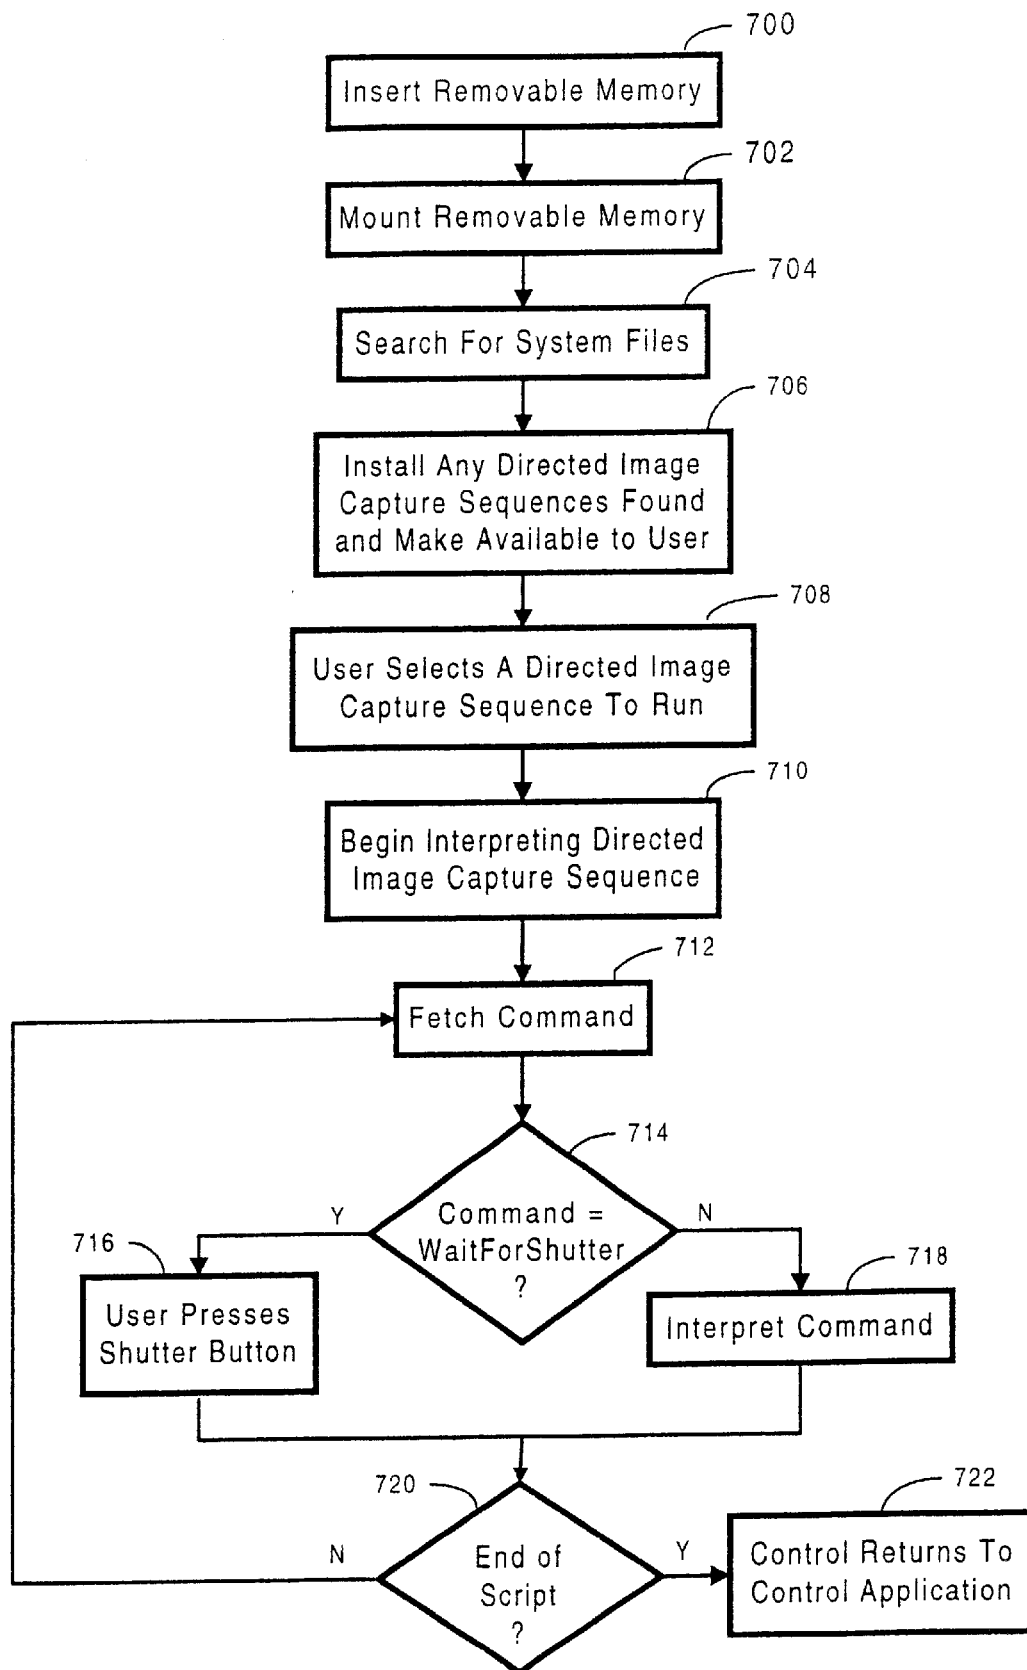 700
Insert Removable Memory
702
Mount Removable Memory
704
Search For System Files
706
Install Any Directed Image
Capture Sequences Found
and Make Available to User
708
User Selects A Directed Image
Capture Sequence To Run
710
Begin Interpreting Directed
Image Capture Sequence
712
Fetch Command
714
Command =
WaitForShutter
?
Y
N
716
User Presses
Shutter Button
718
Interpret Command
720
End of
Script
?
N
Y
722
Control Returns To
Control Application